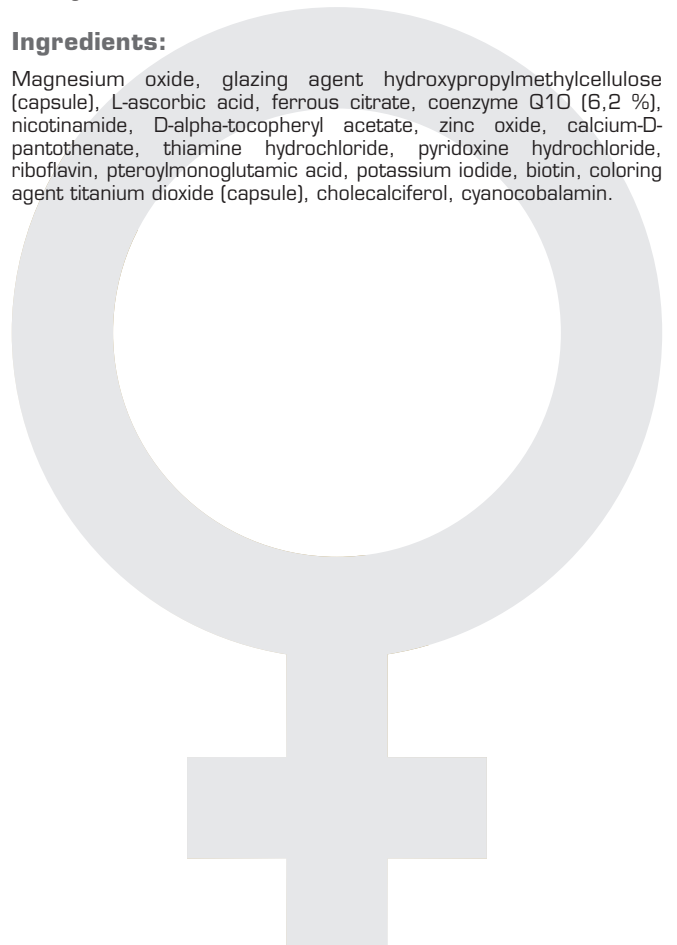 Ingredients:
Magnesium oxide, glazing agent hydroxypropylmethylcellulose
(capsule), L-ascorbic acid, ferrous citrate, coenzyme Q10 (6,2 %),
nicotinamide, D-alpha-tocopheryl acetate, zinc oxide, calcium-D-
pantothenate, thiamine hydrochloride, pyridoxine hydrochloride,
riboflavin, pteroylmonoglutamic acid, potassium iodide, biotin, coloring
agent titanium dioxide (capsule), cholecalciferol, cyanocobalamin.